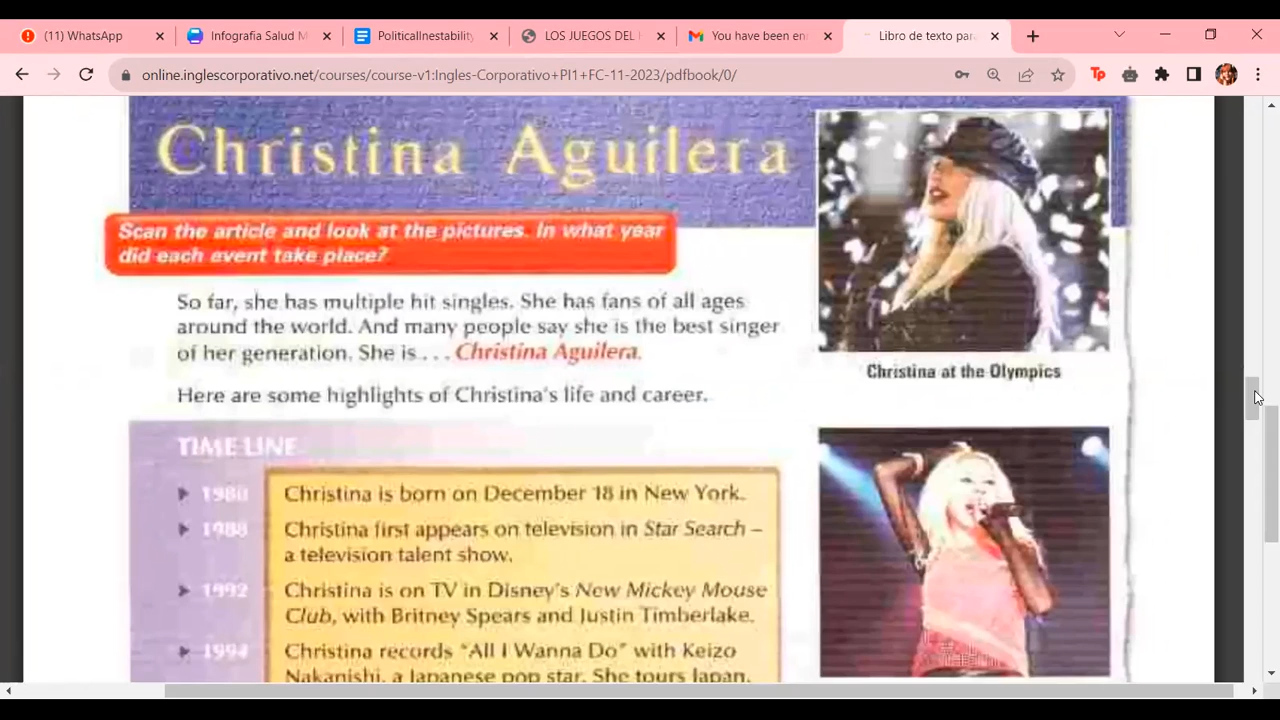 (11) WhatsApp
Infografia Salud M
PoliticalInestability
LOS JUEGOS DEL
You have been en
Libro de texto para
online.inglescorporativo.net/courses/course-v1:Ingles-Corporativo+PI1+FC-11-2023/pdfbook/0/
Christina Aguilera
Scan the article and look at the pictures. In what year
did each event take place?
So far, she has multiple hit singles. She has fans of all ages
around the world. And many people say she is the best singer
of her generation. She is . . . Christina Aguilera.
Christina at the Olympics
Here are some highlights of Christina's life and career.
TIME LINE
1980 Christina is born on December 18 in New York.
1988 Christina first appears on television in Star Search –
a television talent show.
1992 Christina is on TV in Disney's New Mickey Mouse
Club, with Britney Spears and Justin Timberlake.
1994 Christina records "All I Wanna Do" with Keizo
Nakanishi, a Japanese pop star. She tours Japan.